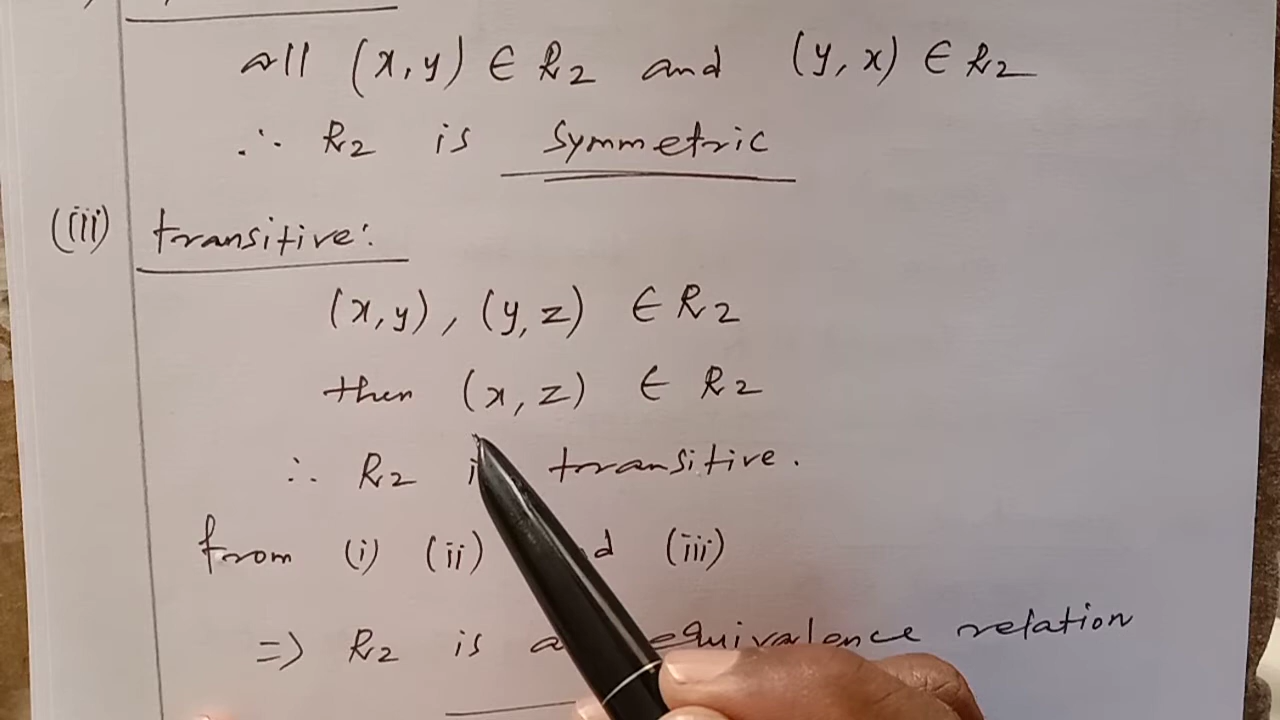 all (x,y) ∈ R₂ and (y,x) ∈ R₂
∴ R₂ is Symmetric
(iii) transitive:
(x,y), (y,z) ∈ R₂
then (x,z) ∈ R₂
∴ R₂ transitive.
from (i) (ii) (iii)
=> R₂ is equivalence relation